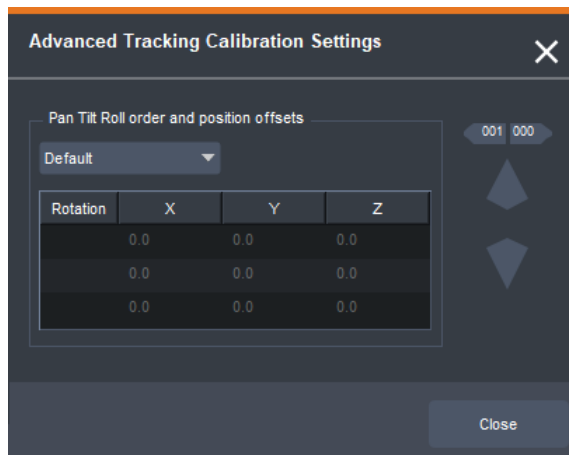 Advanced Tracking Calibration Settings
Pan Tilt Roll order and position offsets
001 000
Default
Rotation X Y Z
0.0 0.0 0.0
0.0 0.0 0.0
0.0 0.0 0.0
Close